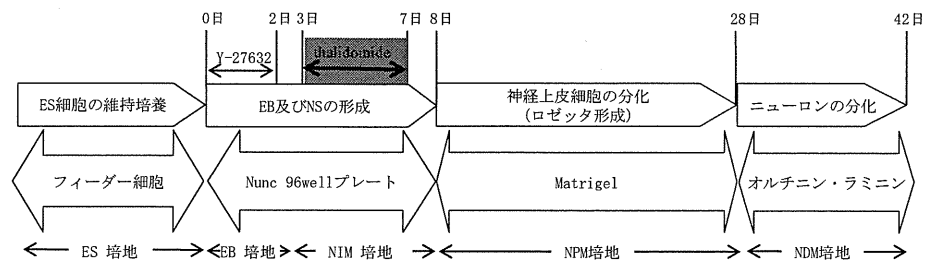 0日 2日 3日 7日 8日 28日 42日
Y-27632
thalidomide
ES細胞の維持培養 EB及びNSの形成 神経上皮細胞の分化 ニューロンの分化
(ロゼッタ形成)
フィーダー細胞 Nunc 96wellプレート Matrigel オルチニン・ラミニン
ES 培地 EB 培地 NIM 培地 NPM培地 NDM培地